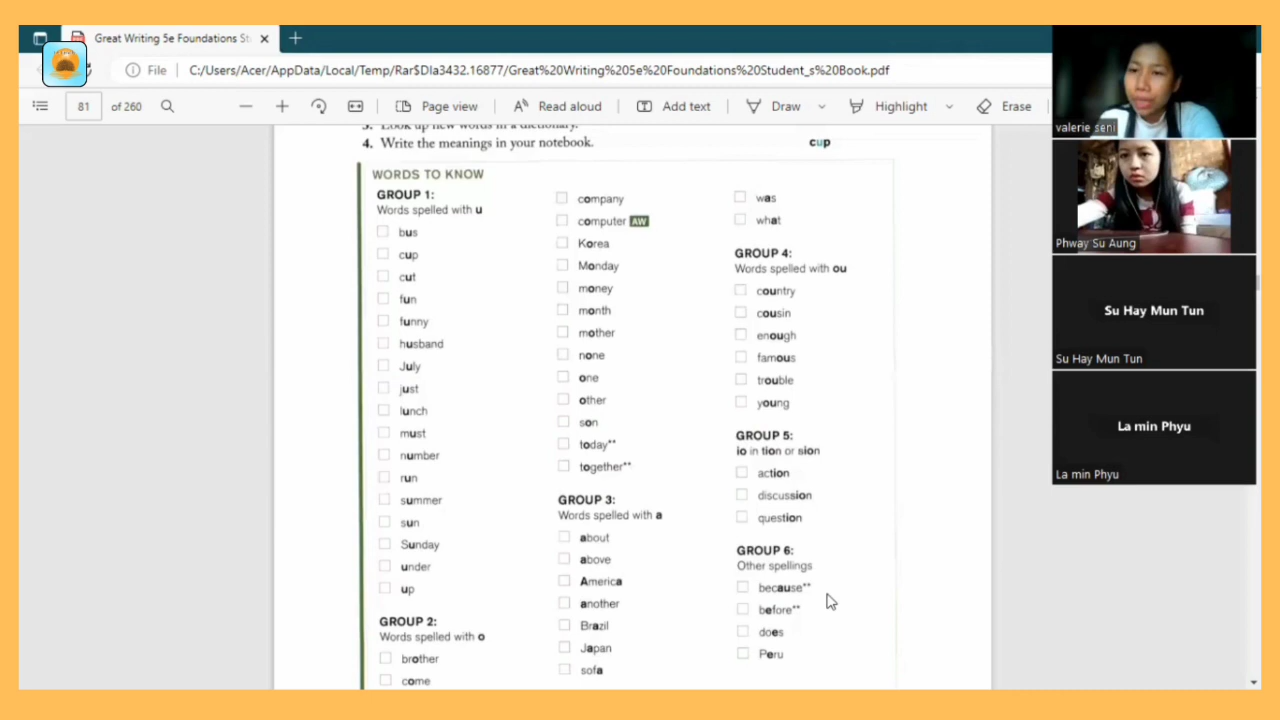 Great Writing 5e Foundations St
File
C:/Users/Acer/AppData/Local/Temp/Rar$DIa3432.16877/Great%20Writing%205e%20Foundations%20Student_s%20Book.pdf
81 of 260
Page view
Read aloud
Add text
Draw
Highlight
Erase
3. Look up new words in a dictionary.
4. Write the meanings in your notebook.
cup
WORDS TO KNOW
GROUP 1:
Words spelled with u
bus
cup
cut
fun
funny
husband
July
just
lunch
must
number
run
summer
sun
Sunday
under
up
GROUP 2:
Words spelled with o
brother
come
company
computer AW
Korea
Monday
money
month
mother
none
one
other
son
today**
together**
GROUP 3:
Words spelled with a
about
above
America
another
Brazil
Japan
sofa
was
what
GROUP 4:
Words spelled with ou
country
cousin
enough
famous
trouble
young
GROUP 5:
io in tion or sion
action
discussion
question
GROUP 6:
Other spellings
because**
before**
does
Peru
valerie seni
Phway Su Aung
Su Hay Mun Tun
Su Hay Mun Tun
La min Phyu
La min Phyu